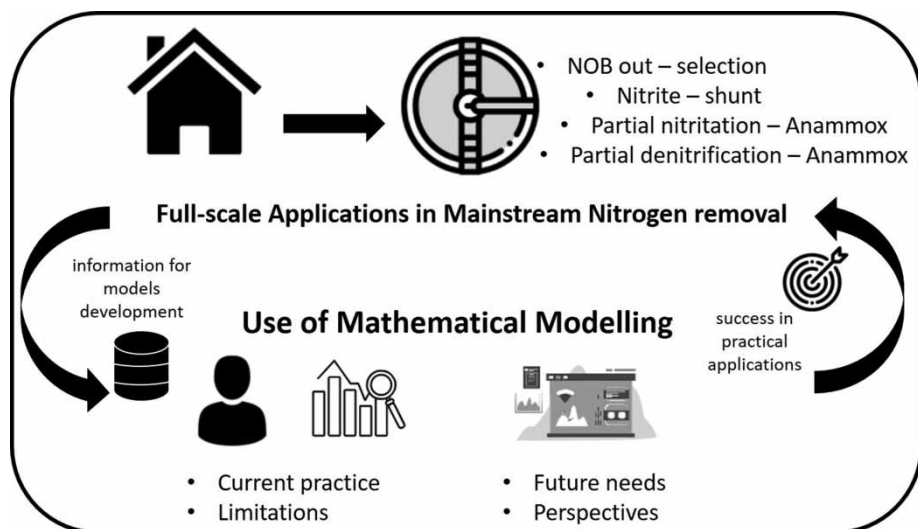 • NOB out – selection
• Nitrite – shunt
• Partial nitritation – Anammox
• Partial denitrification – Anammox
Full-scale Applications in Mainstream Nitrogen removal
information for
models
development
Use of Mathematical Modelling
success in
practical
applications
• Current practice
• Limitations
• Future needs
• Perspectives